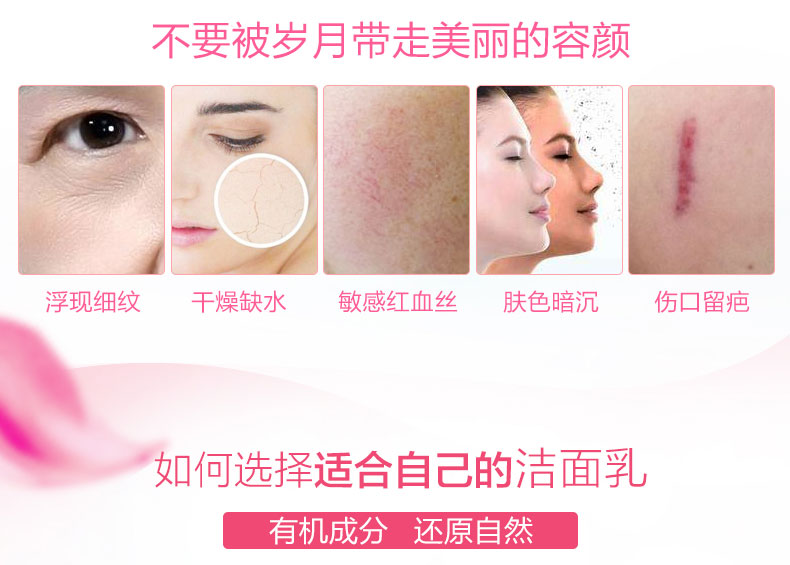 不要被岁月带走美丽的容颜
浮现细纹 干燥缺水 敏感红血丝 肤色暗沉 伤口留疤
如何选择适合自己的洁面乳
有机成分 还原自然